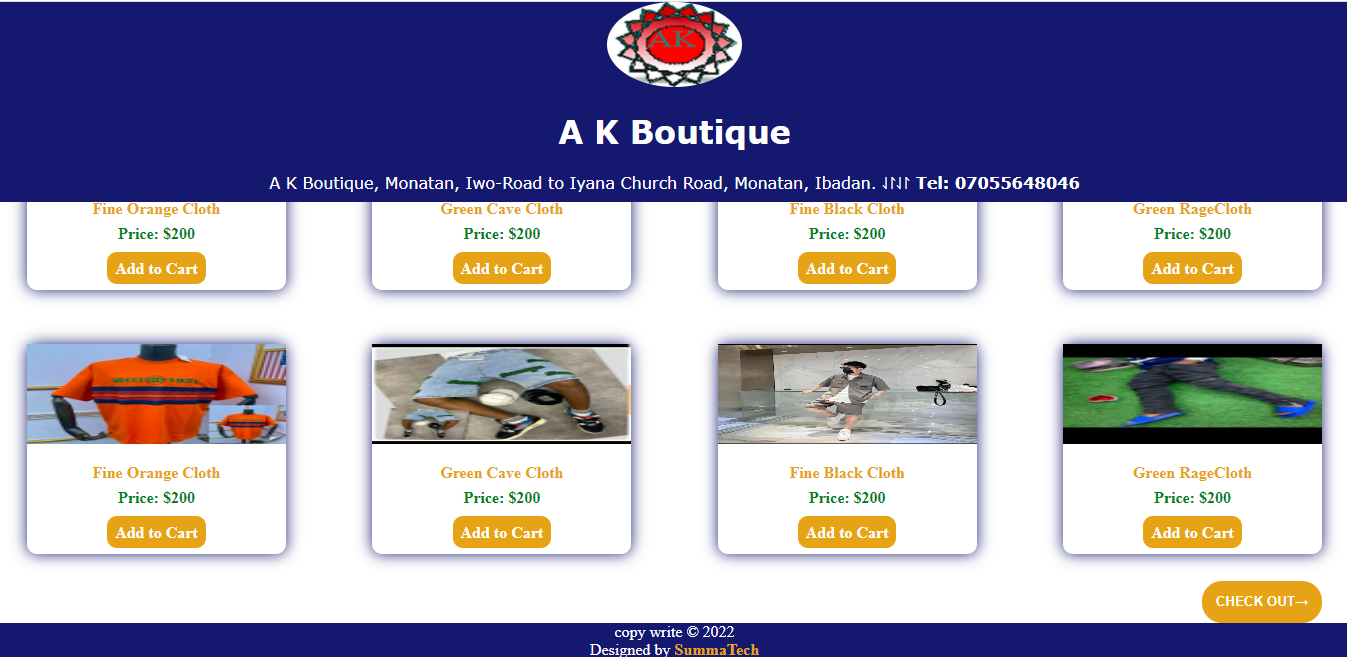 AK
A K Boutique
A K Boutique, Monatan, Iwo-Road to Iyana Church Road, Monatan, Ibadan. Tel: 07055648046
Fine Orange Cloth Green Cave Cloth Fine Black Cloth Green RageCloth
Price: $200 Price: $200 Price: $200 Price: $200
Add to Cart Add to Cart Add to Cart Add to Cart
Fine Orange Cloth Green Cave Cloth Fine Black Cloth Green RageCloth
Price: $200 Price: $200 Price: $200 Price: $200
Add to Cart Add to Cart Add to Cart Add to Cart
CHECK OUT→
copy write © 2022
Designed by SummaTech